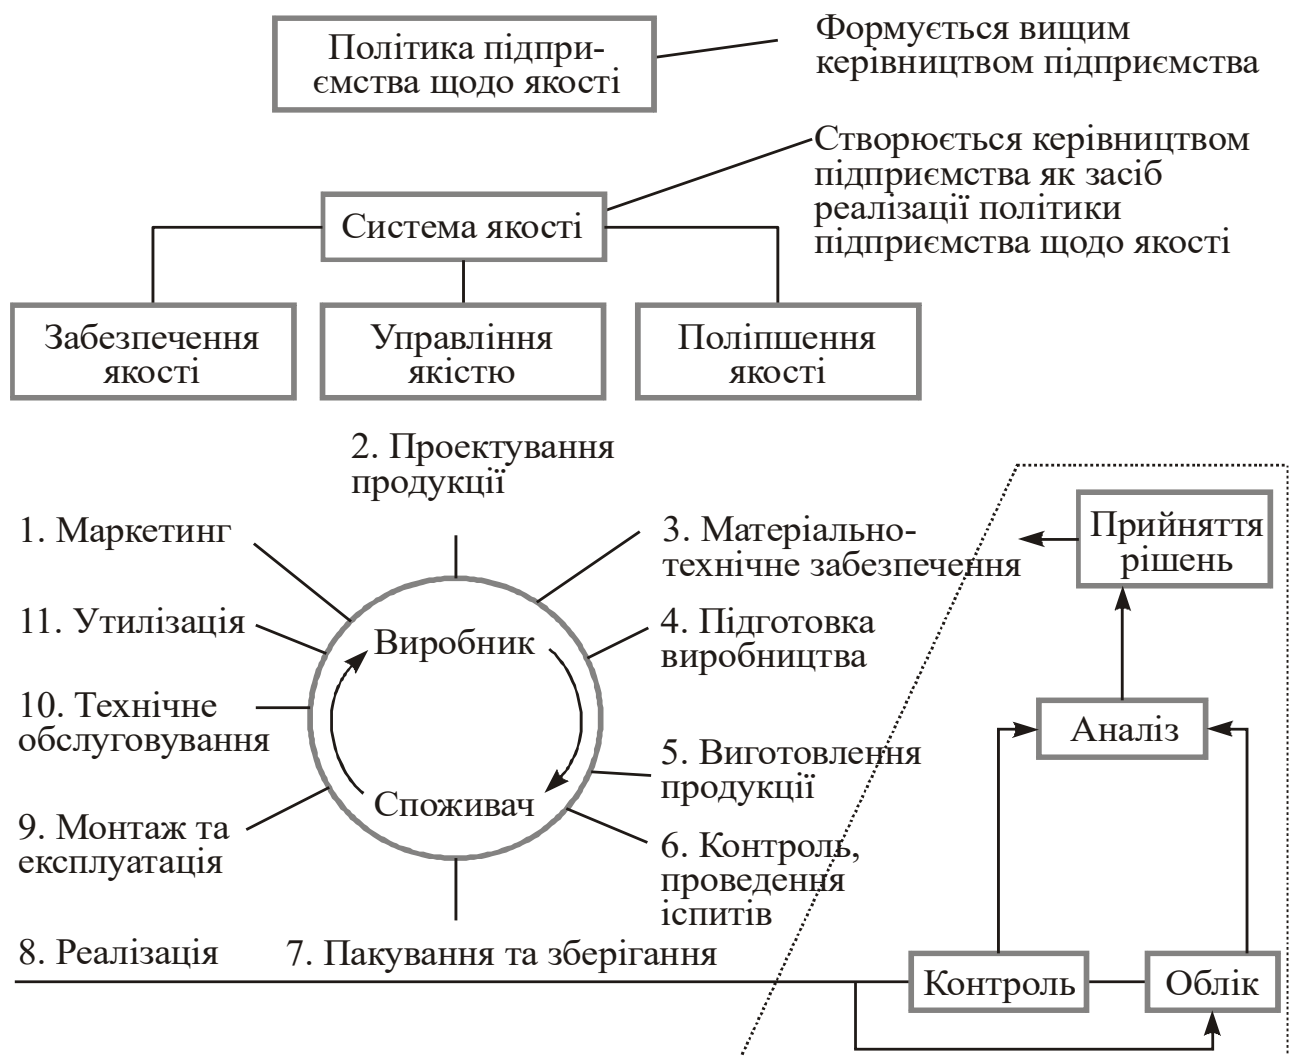 Політика підпри-
ємства щодо якості
Формується вищим
керівництвом підприємства
Створюється керівництвом
підприємства як засіб
реалізації політики
підприємства щодо якості
Система якості
Забезпечення
якості
Управління
якістю
Поліпшення
якості
2. Проектування
продукції
1. Маркетинг
3. Матеріально-
технічне забезпечення
Прийняття
рішень
11. Утилізація
Виробник
4. Підготовка
виробництва
10. Технічне
обслуговування
Аналіз
5. Виготовлення
продукції
Споживач
9. Монтаж та
експлуатація
6. Контроль,
проведення
іспитів
8. Реалізація
7. Пакування та зберігання
Контроль
Облік